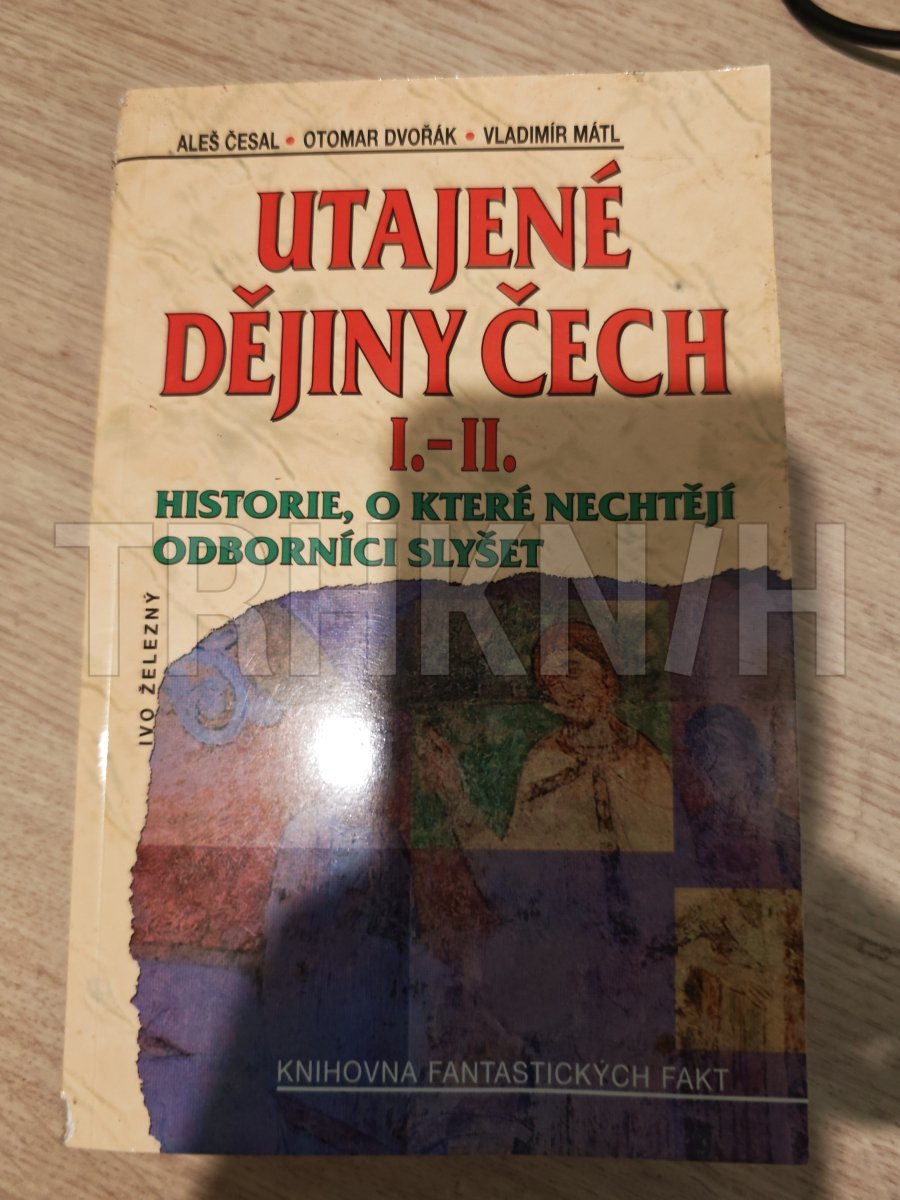 ALEŠ ČESAL • OTOMAR DVOŘÁK • VLADIMÍR MÁTL
UTAJENÉ
DĚJINY ČECH
I.–II.
HISTORIE, O KTERÉ NECHTĚJÍ
ODBORNÍCI SLYŠET
TRHKN/H
IVO ŽELEZNÝ
KNIHOVNA FANTASTICKÝCH FAKT